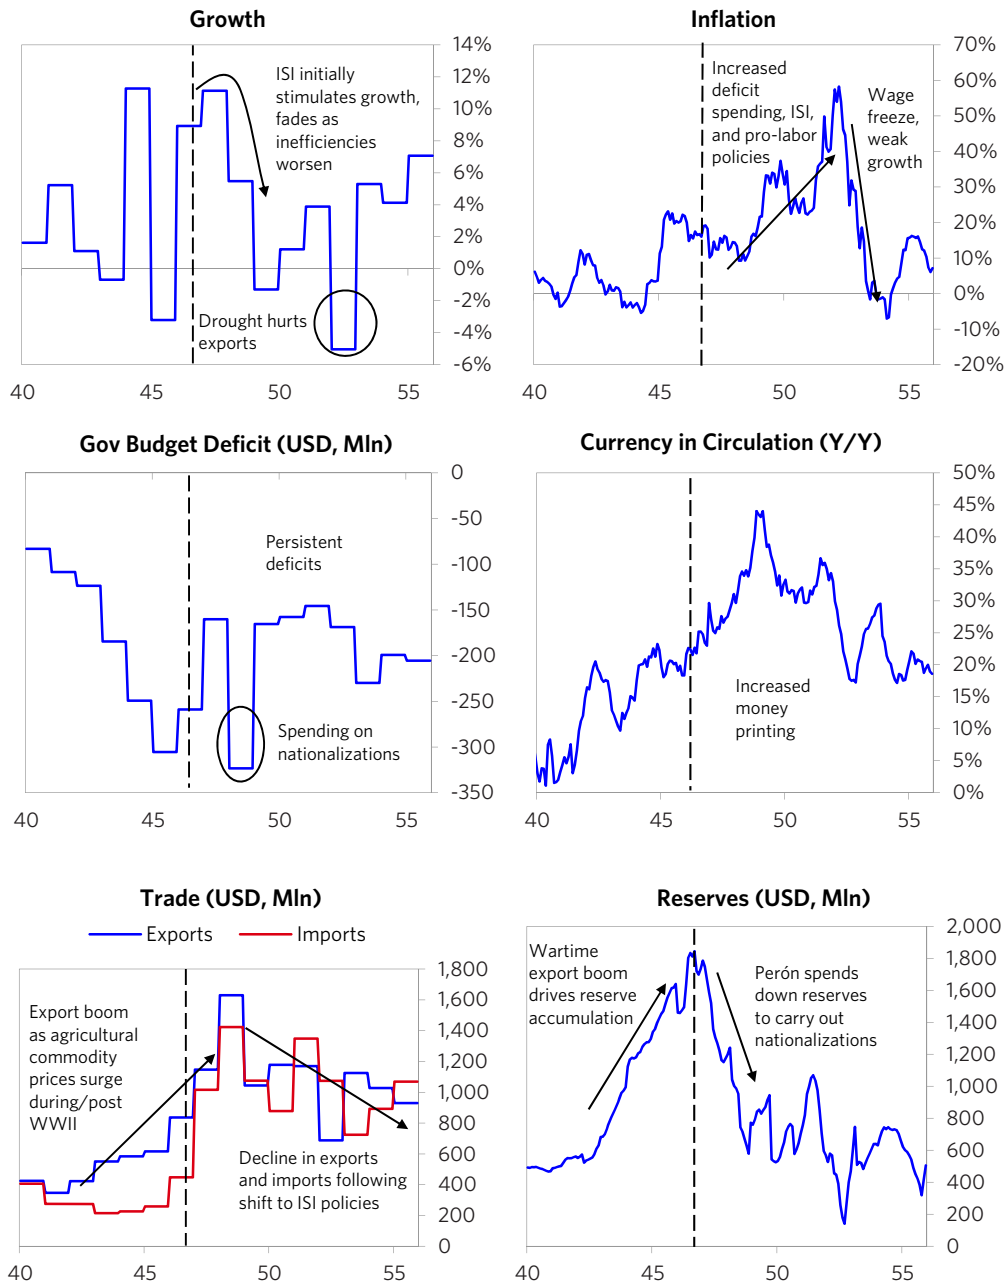 Growth
14%
12%
10%
8%
6%
4%
2%
0%
-2%
-4%
-6%
40 45 50 55
ISI initially
stimulates growth,
fades as
inefficiencies
worsen
Drought hurts
exports
Inflation
70%
60%
50%
40%
30%
20%
10%
0%
-10%
-20%
40 45 50 55
Increased
deficit
spending, ISI,
and pro-labor
policies
Wage
freeze,
weak
growth
Gov Budget Deficit (USD, Mln)
0
-50
-100
-150
-200
-250
-300
-350
40 45 50 55
Persistent
deficits
Spending on
nationalizations
Currency in Circulation (Y/Y)
50%
45%
40%
35%
30%
25%
20%
15%
10%
5%
0%
40 45 50 55
Increased
money
printing
Trade (USD, Mln)
Exports Imports
1,800
1,600
1,400
1,200
1,000
800
600
400
200
0
40 45 50 55
Export boom
as agricultural
commodity
prices surge
during/post
WWII
Decline in exports
and imports following
shift to ISI policies
Reserves (USD, Mln)
2,000
1,800
1,600
1,400
1,200
1,000
800
600
400
200
0
40 45 50 55
Wartime
export boom
drives reserve
accumulation
Perón spends
down reserves
to carry out
nationalizations